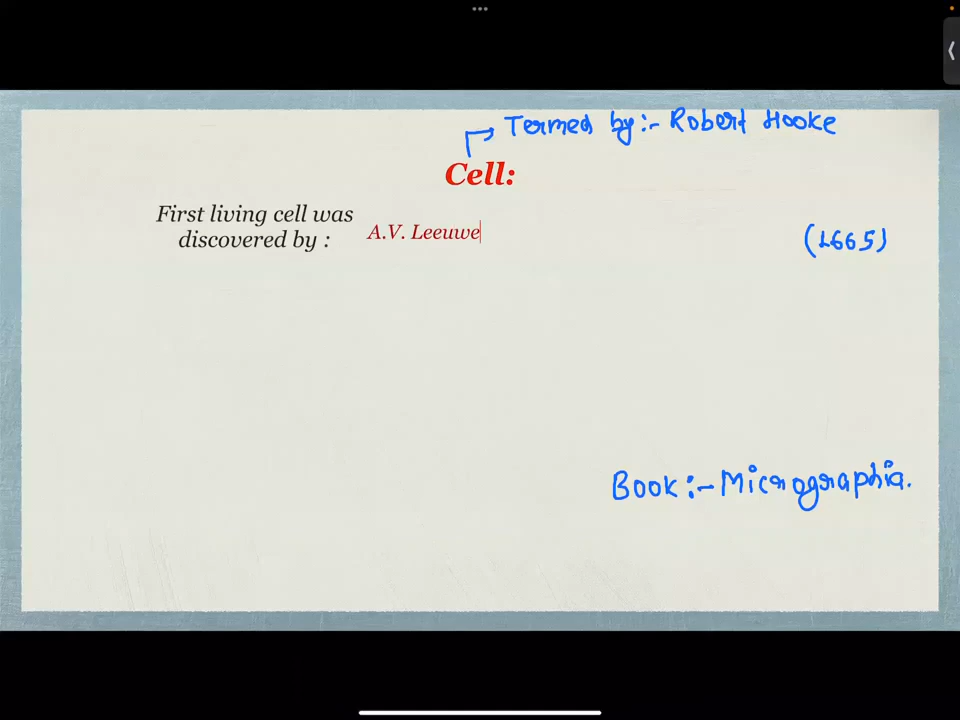 Termed by:- Robert Hooke
Cell:
First living cell was
discovered by :
A.V. Leeuwe
(1665)
Book:- Micrographia.